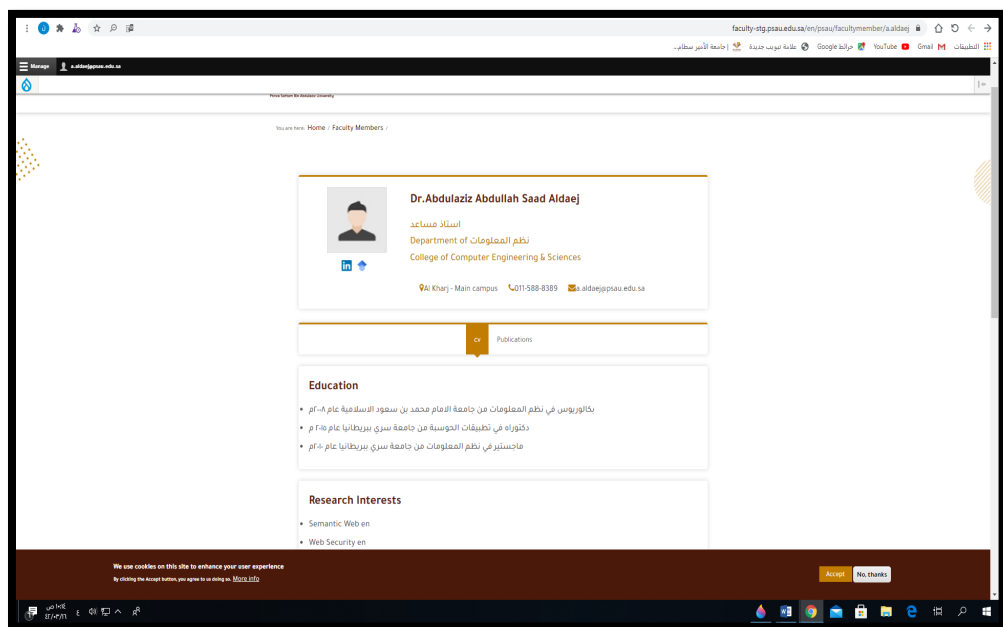 faculty-stg.psau.edu.sa/en/psau/facultymember/a.aldaej
التطبيقات Gmail YouTube خرائط Google علامة تبويب جديدة جامعة الأمير سطام...
Manage a.aldaej@psau.edu.sa
Prince Sattam Bin Abdulaziz University
You are here: Home / Faculty Members /
Dr.Abdulaziz Abdullah Saad Aldaej
استاذ مساعد
Department of نظم المعلومات
College of Computer Engineering & Sciences
Al Kharj - Main campus 011-588-8389 a.aldaej@psau.edu.sa
CV Publications
Education
بكالوريوس في نظم المعلومات من جامعة الامام محمد بن سعود الاسلامية عام ٢٠٠٨م
دكتوراه في تطبيقات الحوسبة من جامعة سري ببريطانيا عام ٢٠١٥ م
ماجستير في نظم المعلومات من جامعة سري ببريطانيا عام ٢٠١٠م
Research Interests
Semantic Web en
Web Security en
We use cookies on this site to enhance your user experience
By clicking the Accept button, you agree to us doing so. More info
Accept No, thanks
ع